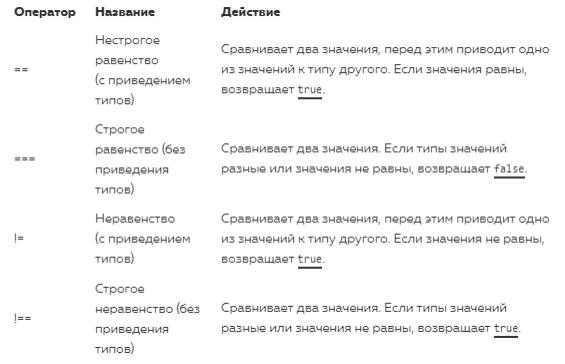 Оператор Название Действие
Нестрогое
равенство
(с приведением
типов)
==
Сравнивает два значения, перед этим приводит одно
из значений к типу другого. Если значения равны,
возвращает true.
Строгое
равенство (без
приведения
типов)
===
Сравнивает два значения. Если типы значений
разные или значения не равны, возвращает false.
Неравенство
(с приведением
типов)
!=
Сравнивает два значения, перед этим приводит одно
из значений к типу другого. Если значения не равны,
возвращает true.
Строгое
неравенство (без
приведения
типов)
!==
Сравнивает два значения. Если типы значений
разные или значения не равны, возвращает true.